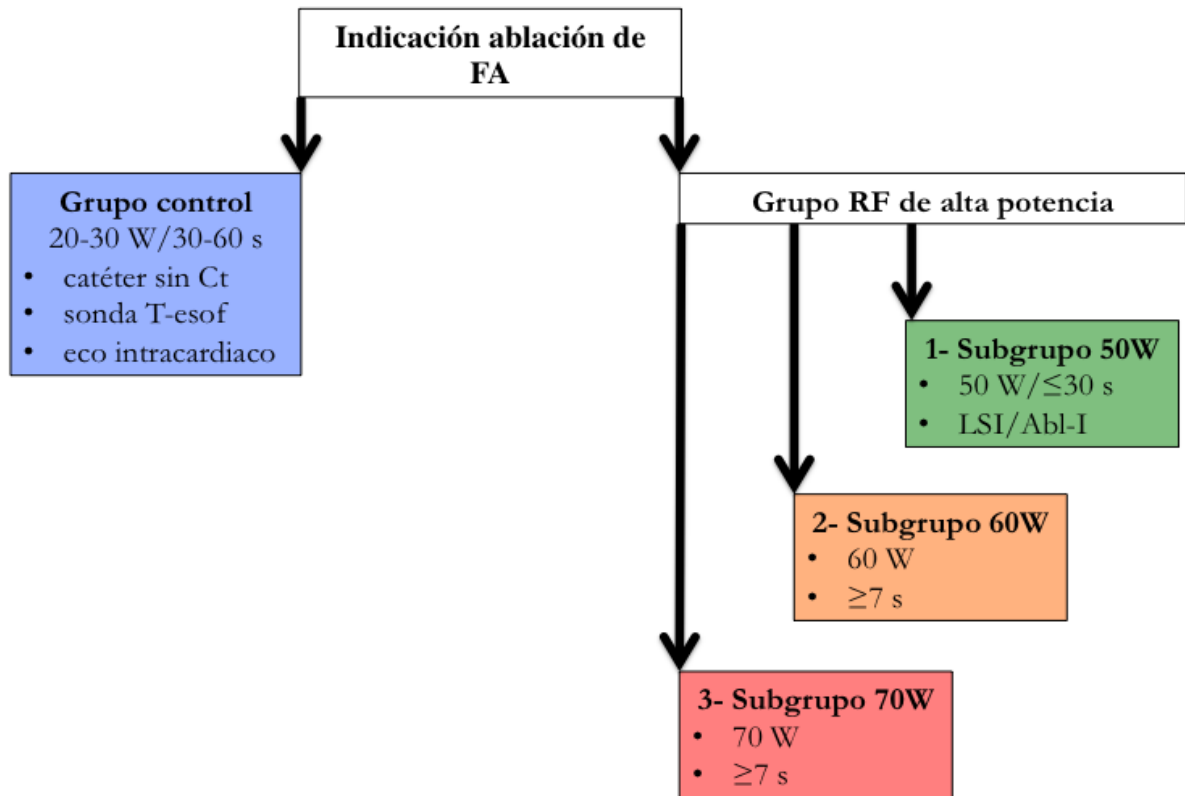 Indicación ablación de
FA
Grupo control
20-30 W/30-60 s
• catéter sin Ct
• sonda T-esof
• eco intracardiaco
Grupo RF de alta potencia
1- Subgrupo 50W
• 50 W/≤30 s
• LSI/Abl-I
2- Subgrupo 60W
• 60 W
• ≥7 s
3- Subgrupo 70W
• 70 W
• ≥7 s